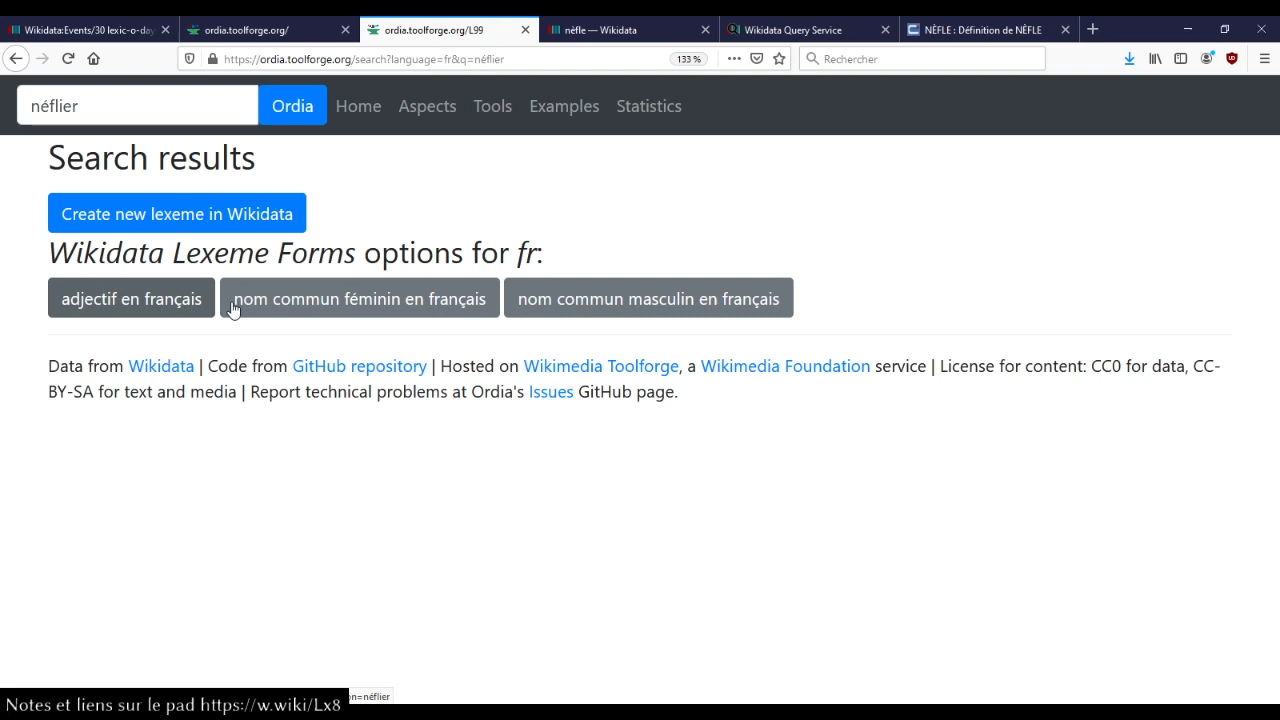 Wikidata:Events/30 lexic-o-day
ordia.toolforge.org/
ordia.toolforge.org/L99
nèfle — Wikidata
Wikidata Query Service
NÈFLE : Définition de NÈFLE
https://ordia.toolforge.org/search?language=fr&q=néflier
133 %
Rechercher
néflier
Ordia
Home
Aspects
Tools
Examples
Statistics
Search results
Create new lexeme in Wikidata
Wikidata Lexeme Forms options for fr:
adjectif en français
nom commun féminin en français
nom commun masculin en français
Data from Wikidata | Code from GitHub repository | Hosted on Wikimedia Toolforge, a Wikimedia Foundation service | License for content: CC0 for data, CC-
BY-SA for text and media | Report technical problems at Ordia's Issues GitHub page.
n=néflier
Notes et liens sur le pad https://w.wiki/Lx8